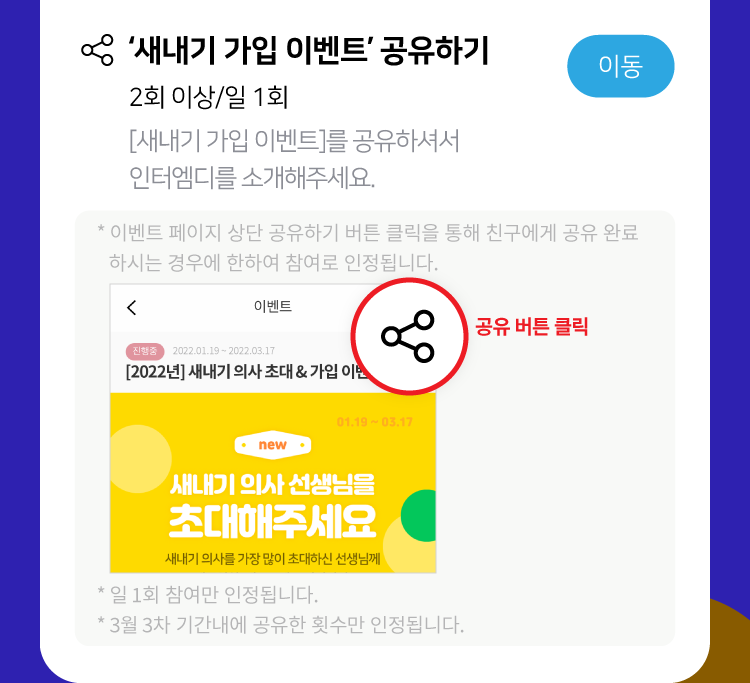 ‘새내기 가입 이벤트’ 공유하기
이동
2회 이상/일 1회
[새내기 가입 이벤트]를 공유하셔서
인터엠디를 소개해주세요.
* 이벤트 페이지 상단 공유하기 버튼 클릭을 통해 친구에게 공유 완료
하시는 경우에 한하여 참여로 인정됩니다.
이벤트
공유 버튼 클릭
진행중 2022.01.19 ~ 2022.03.17
[2022년] 새내기 의사 초대 & 가입 이벤
01.19 ~ 03.17
new
새내기 의사 선생님을
초대해주세요
새내기 의사를 가장 많이 초대하신 선생님께
* 일 1회 참여만 인정됩니다.
* 3월 3차 기간내에 공유한 횟수만 인정됩니다.